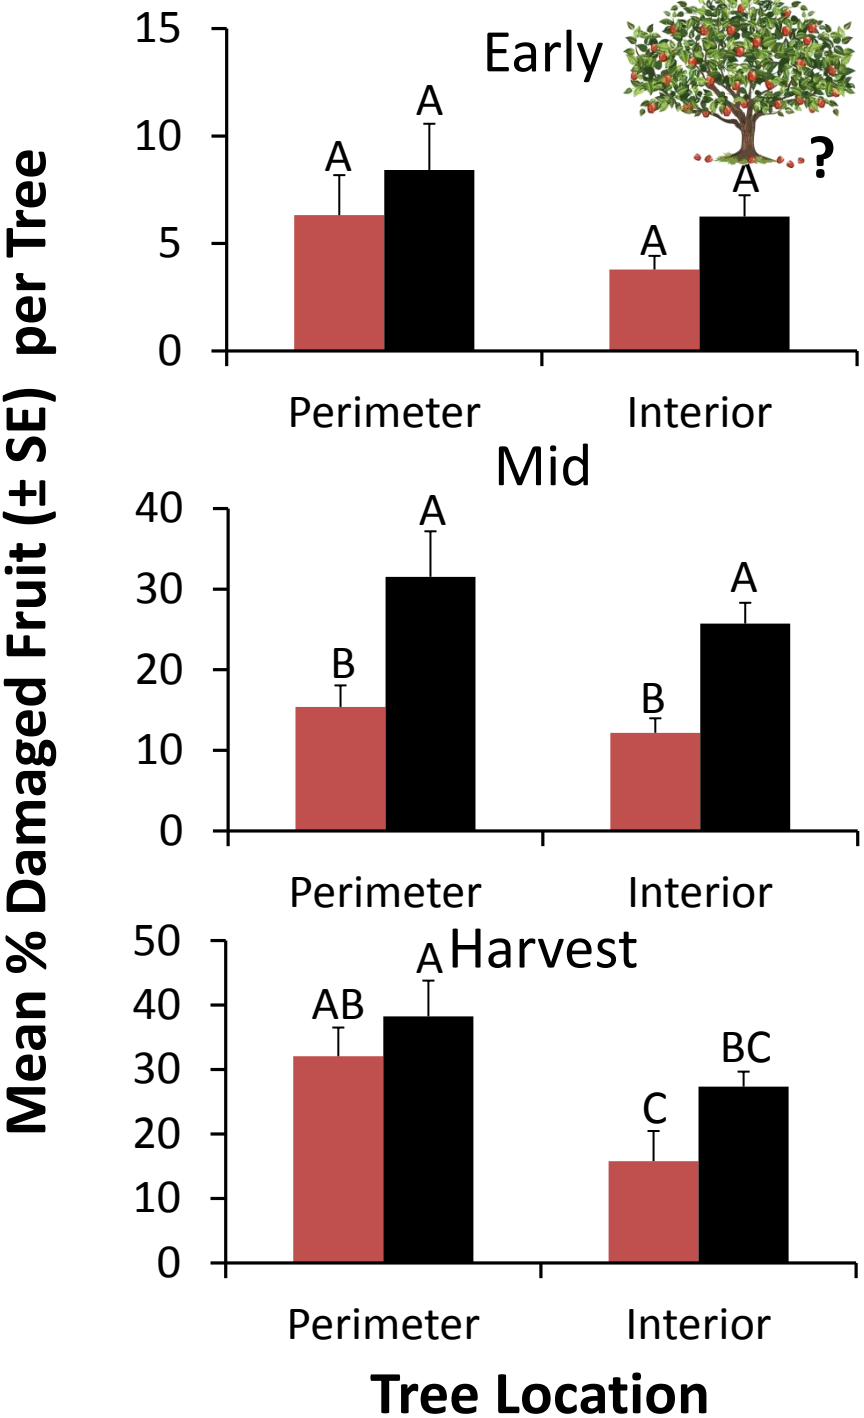 Mean % Damaged Fruit (± SE) per Tree
Early
15
10
5
0
A
A
A
A
?
Perimeter
Interior
Mid
40
30
20
10
0
B
A
B
A
Perimeter
Interior
Harvest
50
40
30
20
10
0
AB
A
C
BC
Perimeter
Interior
Tree Location